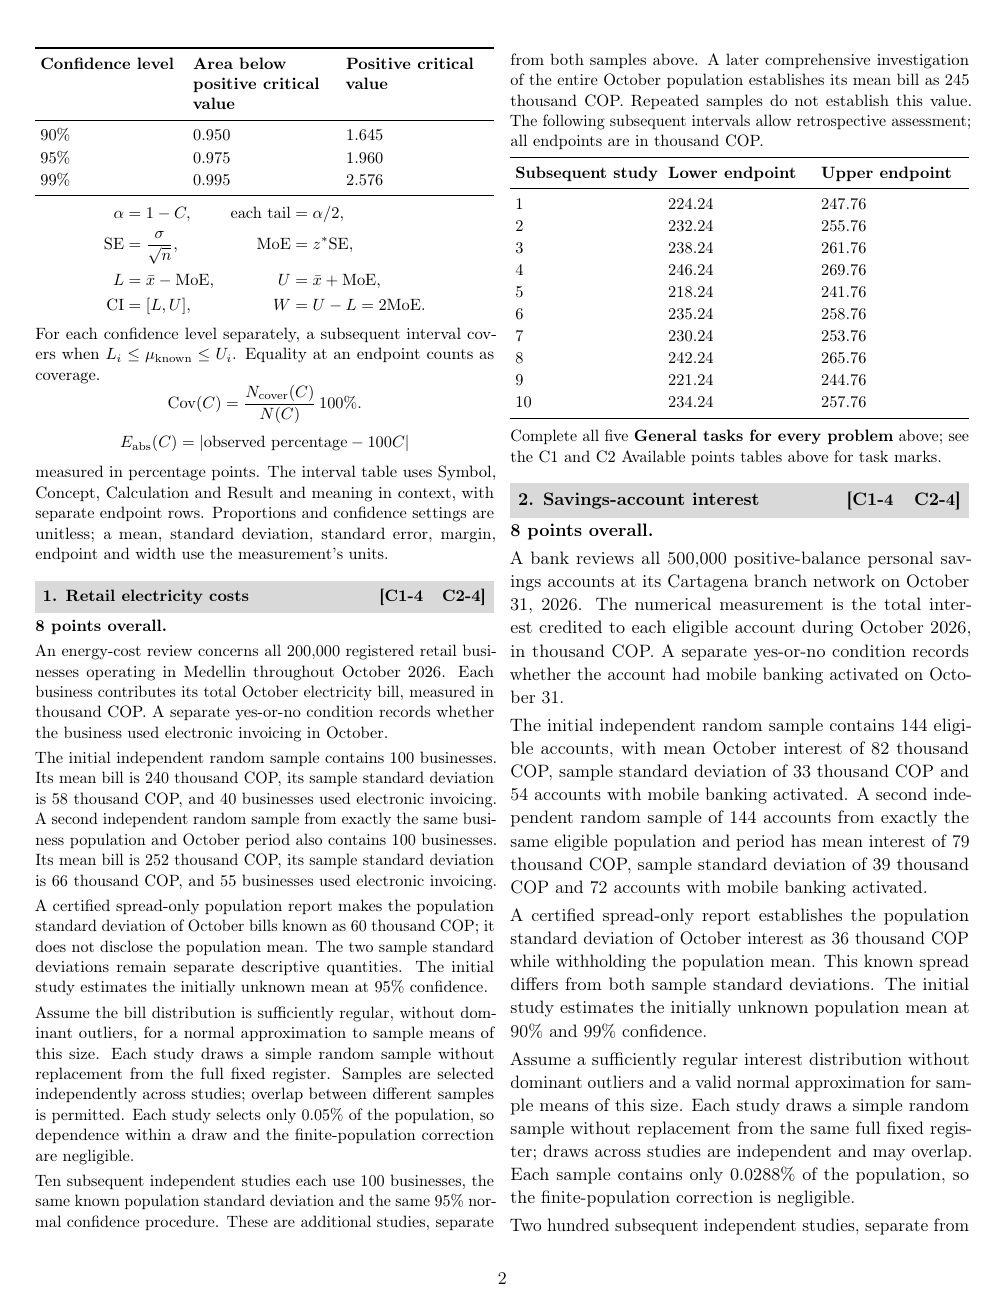 Confidence level Area below positive critical value Positive critical value
90% 0.950 1.645
95% 0.975 1.960
99% 0.995 2.576
α = 1 − C, each tail = α/2,
SE = σ/√n, MoE = z*SE,
L = x̄ − MoE, U = x̄ + MoE,
CI = [L, U], W = U − L = 2MoE.
For each confidence level separately, a subsequent interval cov-
ers when Lᵢ ≤ μ_known ≤ Uᵢ. Equality at an endpoint counts as
coverage.
Cov(C) = N_cover(C)/N(C) 100%.
E_abs(C) = |observed percentage − 100C|
measured in percentage points. The interval table uses Symbol,
Concept, Calculation and Result and meaning in context, with
separate endpoint rows. Proportions and confidence settings are
unitless; a mean, standard deviation, standard error, margin,
endpoint and width use the measurement's units.
1. Retail electricity costs [C1-4 C2-4]
8 points overall.
An energy-cost review concerns all 200,000 registered retail busi-
nesses operating in Medellin throughout October 2026. Each
business contributes its total October electricity bill, measured in
thousand COP. A separate yes-or-no condition records whether
the business used electronic invoicing in October.
The initial independent random sample contains 100 businesses.
Its mean bill is 240 thousand COP, its sample standard deviation
is 58 thousand COP, and 40 businesses used electronic invoicing.
A second independent random sample from exactly the same busi-
ness population and October period also contains 100 businesses.
Its mean bill is 252 thousand COP, its sample standard deviation
is 66 thousand COP, and 55 businesses used electronic invoicing.
A certified spread-only population report makes the population
standard deviation of October bills known as 60 thousand COP; it
does not disclose the population mean. The two sample standard
deviations remain separate descriptive quantities. The initial
study estimates the initially unknown mean at 95% confidence.
Assume the bill distribution is sufficiently regular, without dom-
inant outliers, for a normal approximation to sample means of
this size. Each study draws a simple random sample without
replacement from the full fixed register. Samples are selected
independently across studies; overlap between different samples
is permitted. Each study selects only 0.05% of the population, so
dependence within a draw and the finite-population correction
are negligible.
Ten subsequent independent studies each use 100 businesses, the
same known population standard deviation and the same 95% nor-
mal confidence procedure. These are additional studies, separate
from both samples above. A later comprehensive investigation
of the entire October population establishes its mean bill as 245
thousand COP. Repeated samples do not establish this value.
The following subsequent intervals allow retrospective assessment;
all endpoints are in thousand COP.
Subsequent study Lower endpoint Upper endpoint
1 224.24 247.76
2 232.24 255.76
3 238.24 261.76
4 246.24 269.76
5 218.24 241.76
6 235.24 258.76
7 230.24 253.76
8 242.24 265.76
9 221.24 244.76
10 234.24 257.76
Complete all five General tasks for every problem above; see
the C1 and C2 Available points tables above for task marks.
2. Savings-account interest [C1-4 C2-4]
8 points overall.
A bank reviews all 500,000 positive-balance personal sav-
ings accounts at its Cartagena branch network on October
31, 2026. The numerical measurement is the total inter-
est credited to each eligible account during October 2026,
in thousand COP. A separate yes-or-no condition records
whether the account had mobile banking activated on Octo-
ber 31.
The initial independent random sample contains 144 eligi-
ble accounts, with mean October interest of 82 thousand
COP, sample standard deviation of 33 thousand COP and
54 accounts with mobile banking activated. A second inde-
pendent random sample of 144 accounts from exactly the
same eligible population and period has mean interest of 79
thousand COP, sample standard deviation of 39 thousand
COP and 72 accounts with mobile banking activated.
A certified spread-only report establishes the population
standard deviation of October interest as 36 thousand COP
while withholding the population mean. This known spread
differs from both sample standard deviations. The initial
study estimates the initially unknown population mean at
90% and 99% confidence.
Assume a sufficiently regular interest distribution without
dominant outliers and a valid normal approximation for sam-
ple means of this size. Each study draws a simple random
sample without replacement from the same full fixed regis-
ter; draws across studies are independent and may overlap.
Each sample contains only 0.0288% of the population, so
the finite-population correction is negligible.
Two hundred subsequent independent studies, separate from
2